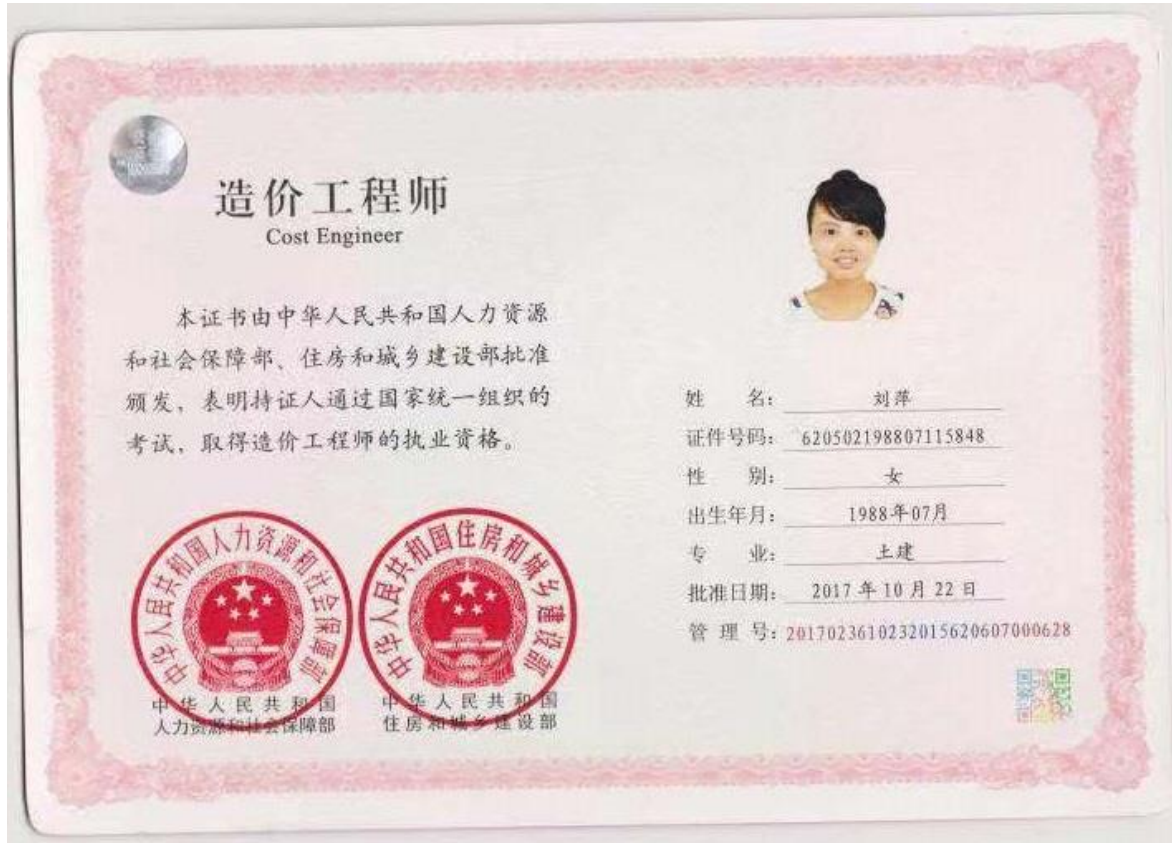 造价工程师
Cost Engineer
本证书由中华人民共和国人力资源
和社会保障部、住房和城乡建设部批准
颁发，表明持证人通过国家统一组织的
考试，取得造价工程师的执业资格。
中华人民共和国人力资源和社会保障部
中华人民共和国住房和城乡建设部
中华人民共和国
人力资源和社会保障部
中华人民共和国
住房和城乡建设部
姓 名：刘萍
证件号码：620502198807115848
性 别：女
出生年月：1988年07月
专 业：土建
批准日期：2017年10月22日
管 理 号：2017023610232015620607000628